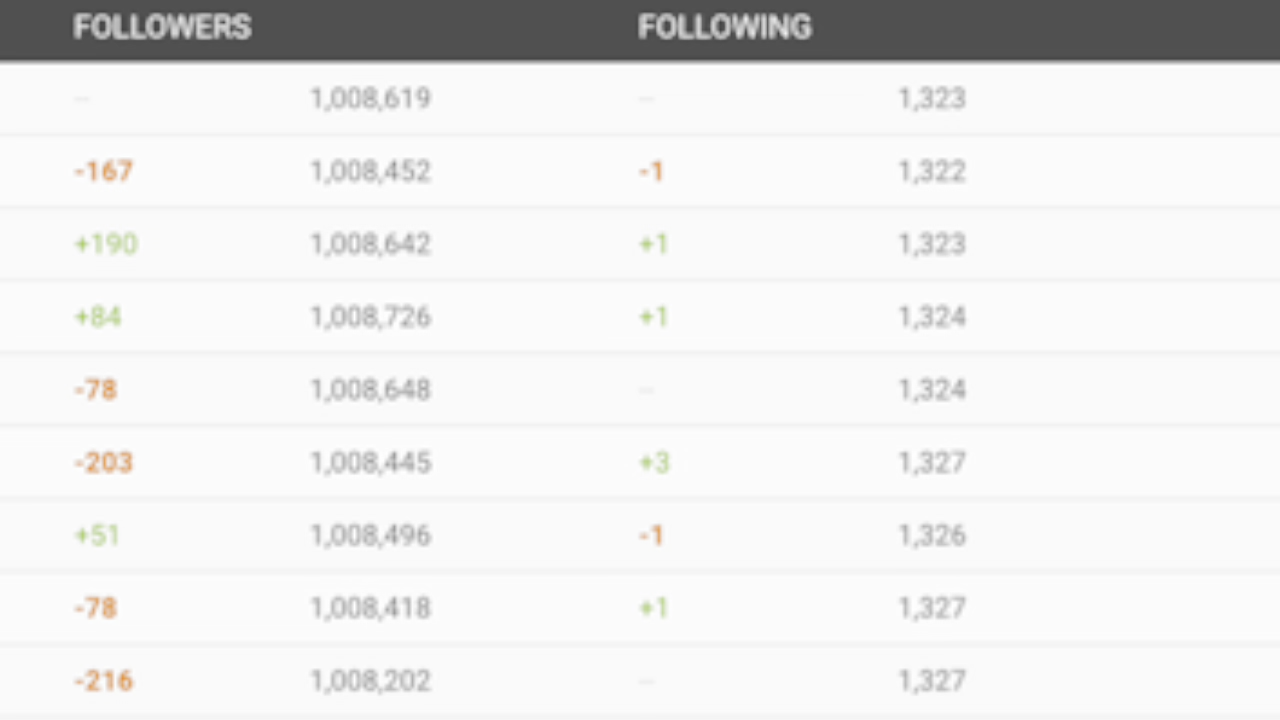 FOLLOWERS FOLLOWING
-- 1,008,619 -- 1,323
-167 1,008,452 -1 1,322
+190 1,008,642 +1 1,323
+84 1,008,726 +1 1,324
-78 1,008,648 -- 1,324
-203 1,008,445 +3 1,327
+51 1,008,496 -1 1,326
-78 1,008,418 +1 1,327
-216 1,008,202 -- 1,327